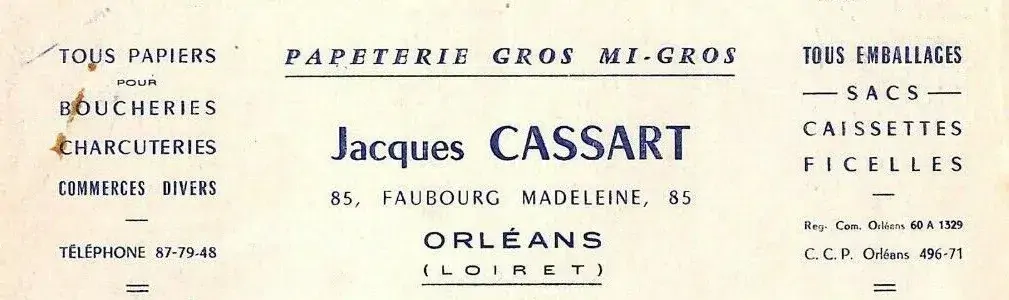 TOUS PAPIERS
POUR
BOUCHERIES
CHARCUTERIES
COMMERCES DIVERS
TÉLÉPHONE 87-79-48
PAPETERIE GROS MI-GROS
Jacques CASSART
85, FAUBOURG MADELEINE, 85
ORLÉANS
(LOIRET)
TOUS EMBALLAGES
— SACS —
CAISSETTES
FICELLES
Reg. Com. Orléans 60 A 1329
C. C. P. Orléans 496-71